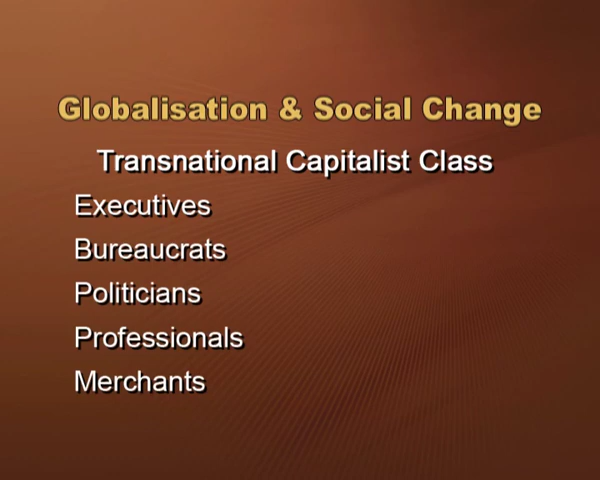 Globalisation & Social Change
Transnational Capitalist Class
Executives
Bureaucrats
Politicians
Professionals
Merchants